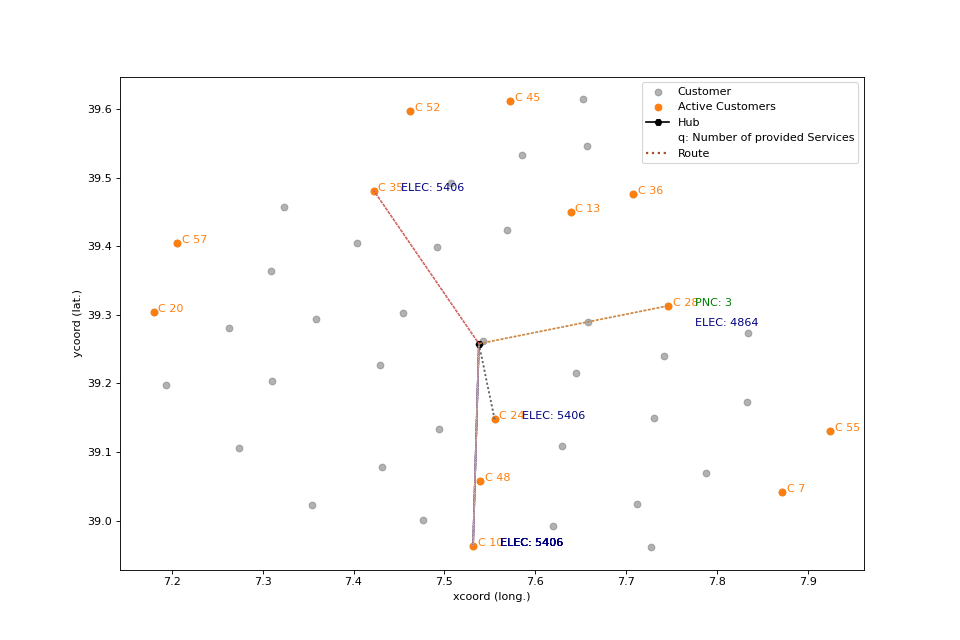 Customer
Active Customers
Hub
q: Number of provided Services
Route
39.6
39.5
39.4
39.3
39.2
39.1
39.0
ycoord (lat.)
C 52
C 45
C 35
ELEC: 5406
C 36
C 13
C 57
C 20
C 28
PNC: 3
ELEC: 4864
C 24
ELEC: 5406
C 55
C 48
C 7
C 10
ELEC: 5406
7.2
7.3
7.4
7.5
7.6
7.7
7.8
7.9
xcoord (long.)